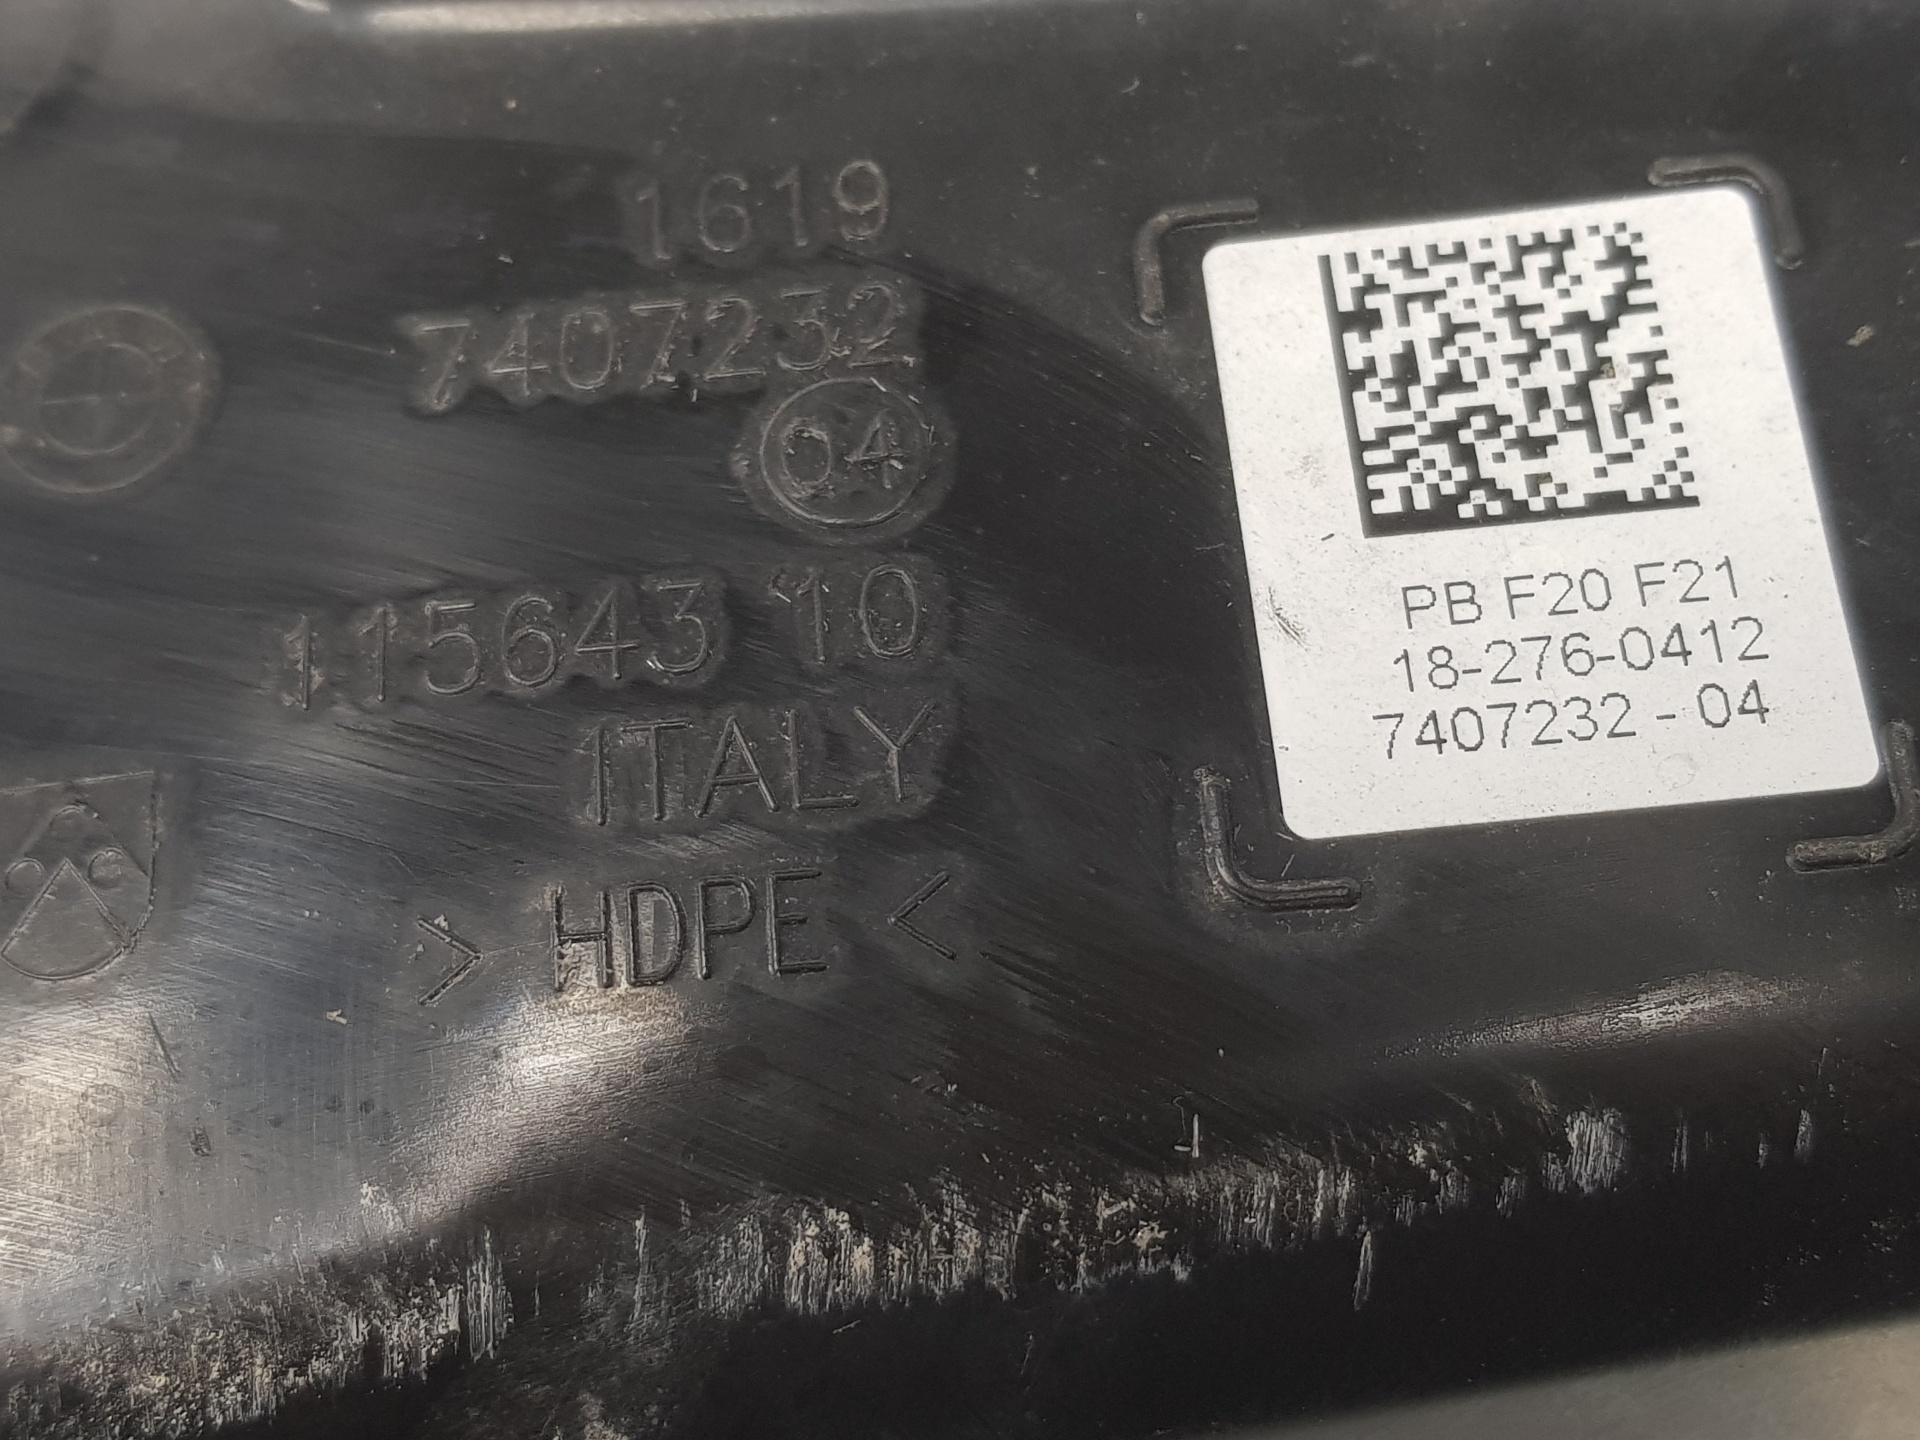 1619
7407232
04
115643 10
ITALY
> HDPE <
PB F20 F21
18-276-0412
7407232 - 04